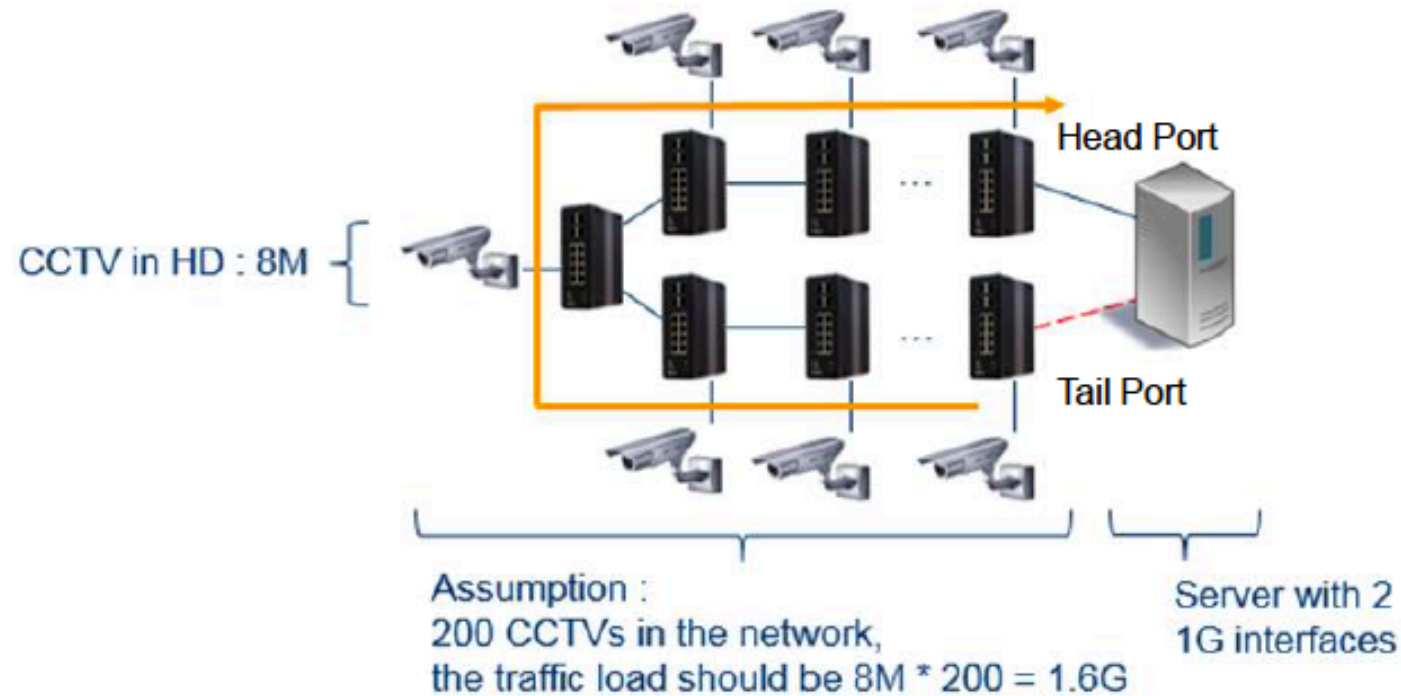 Head Port
CCTV in HD : 8M
Tail Port
Assumption :
200 CCTVs in the network,
the traffic load should be 8M * 200 = 1.6G
Server with 2
1G interfaces